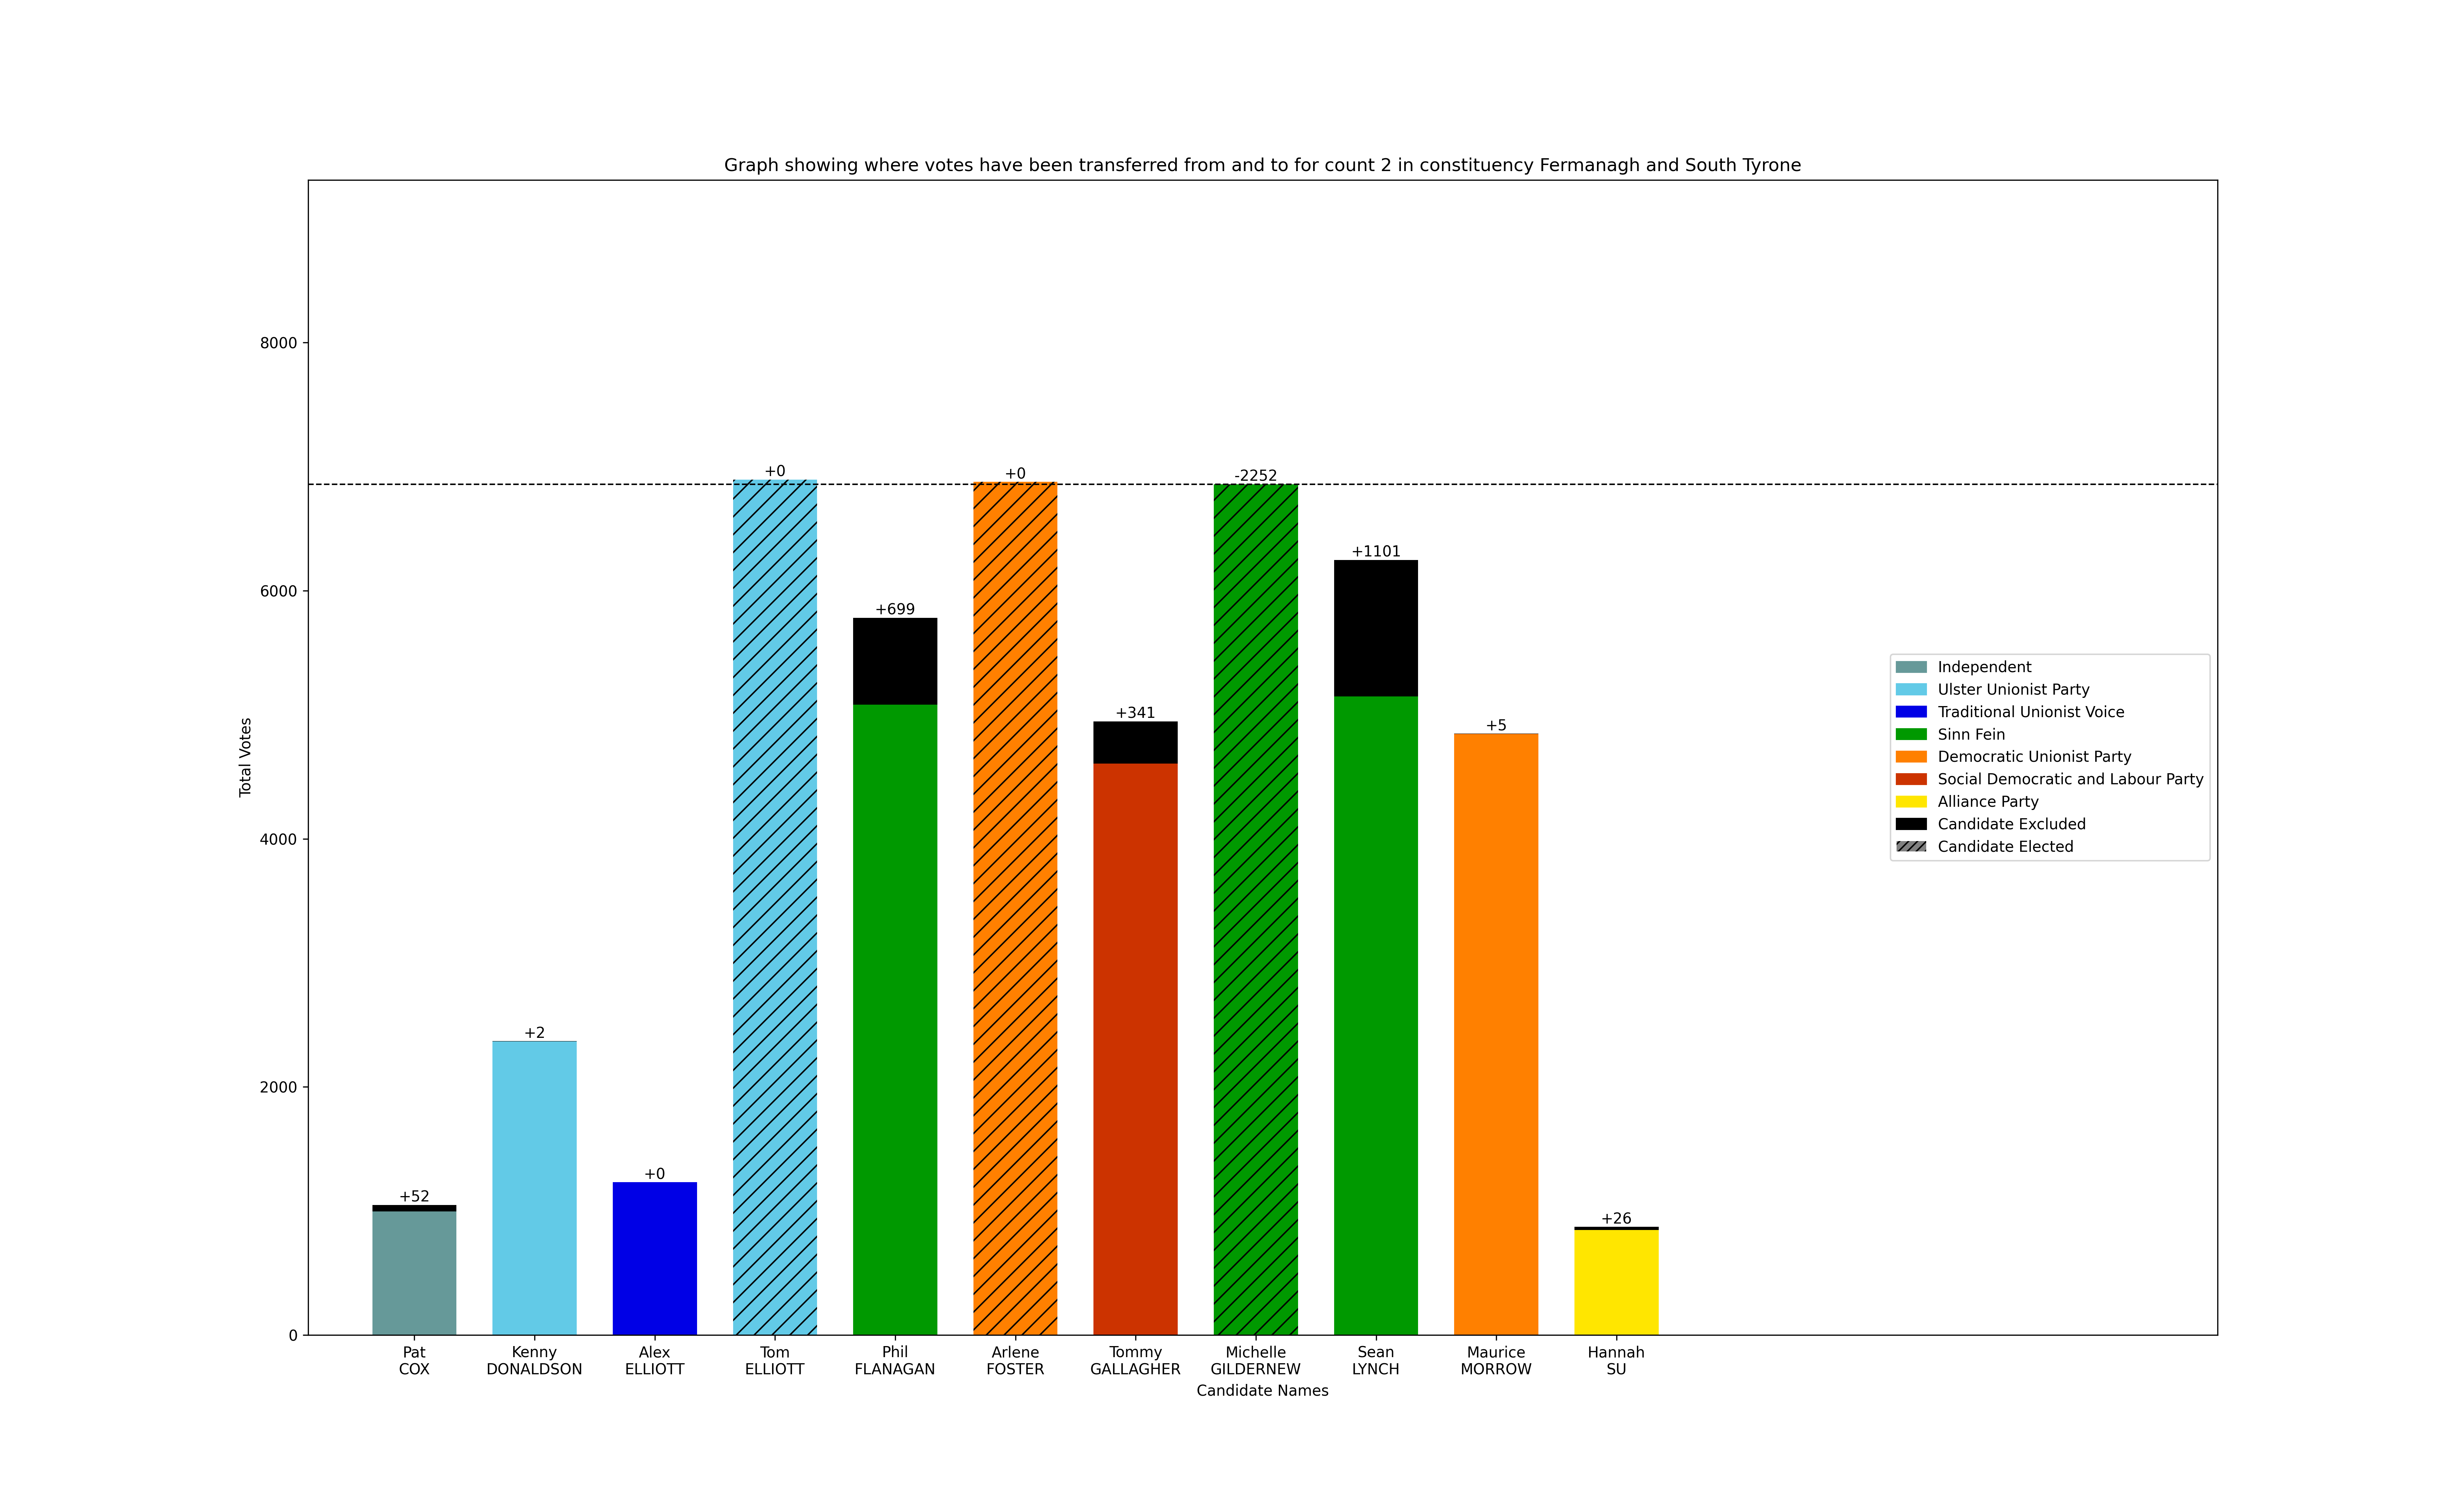 Graph showing where votes have been transferred from and to for count 2 in constituency Fermanagh and South Tyrone
Total Votes
8000
6000
4000
2000
0
+52
+2
+0
+0
+699
+0
+341
-2252
+1101
+5
+26
Independent
Ulster Unionist Party
Traditional Unionist Voice
Sinn Fein
Democratic Unionist Party
Social Democratic and Labour Party
Alliance Party
Candidate Excluded
Candidate Elected
Pat
COX
Kenny
DONALDSON
Alex
ELLIOTT
Tom
ELLIOTT
Phil
FLANAGAN
Arlene
FOSTER
Tommy
GALLAGHER
Michelle
GILDERNEW
Sean
LYNCH
Maurice
MORROW
Hannah
SU
Candidate Names